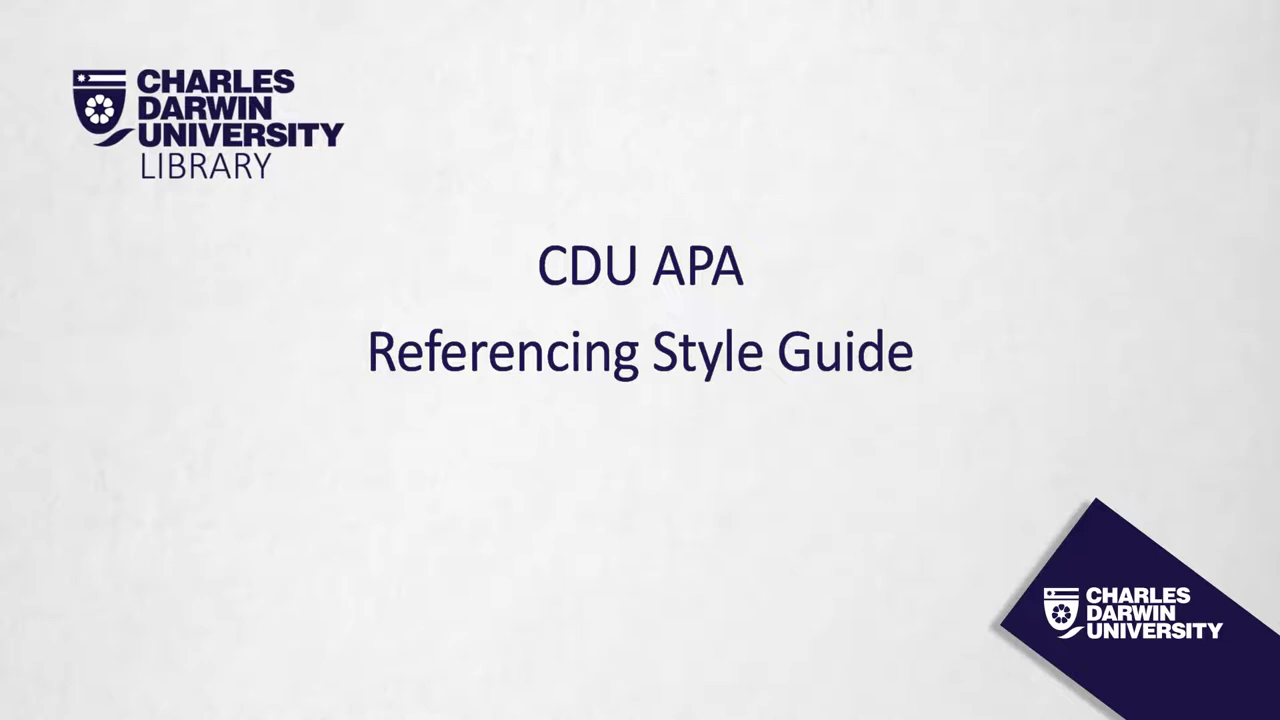 CHARLES
DARWIN
UNIVERSITY
LIBRARY
CDU APA
Referencing Style Guide
CHARLES
DARWIN
UNIVERSITY